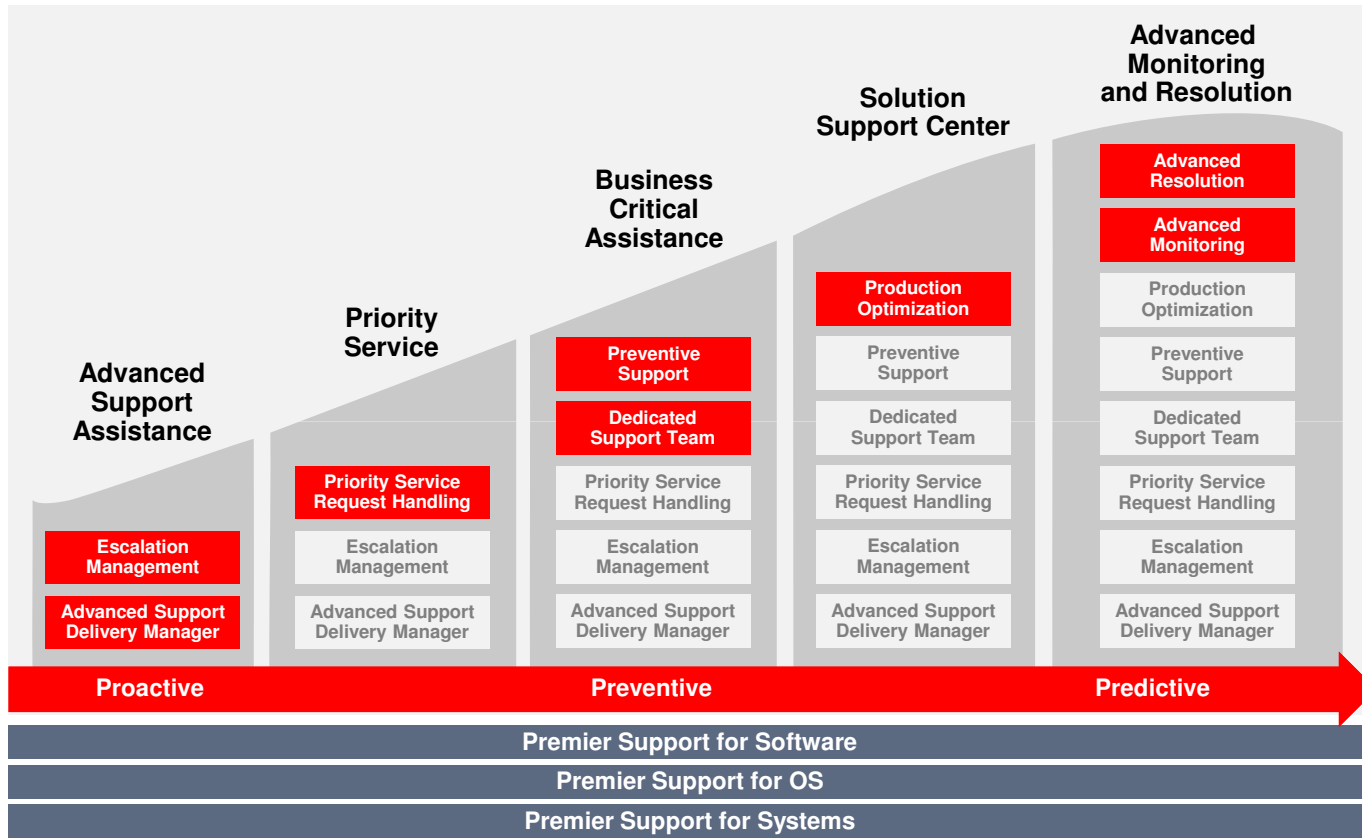 Advanced
Support
Assistance
Escalation
Management
Advanced Support
Delivery Manager
Priority
Service
Priority Service
Request Handling
Escalation
Management
Advanced Support
Delivery Manager
Business
Critical
Assistance
Preventive
Support
Dedicated
Support Team
Priority Service
Request Handling
Escalation
Management
Advanced Support
Delivery Manager
Solution
Support Center
Production
Optimization
Preventive
Support
Dedicated
Support Team
Priority Service
Request Handling
Escalation
Management
Advanced Support
Delivery Manager
Advanced
Monitoring
and Resolution
Advanced
Resolution
Advanced
Monitoring
Production
Optimization
Preventive
Support
Dedicated
Support Team
Priority Service
Request Handling
Escalation
Management
Advanced Support
Delivery Manager
Proactive
Preventive
Predictive
Premier Support for Software
Premier Support for OS
Premier Support for Systems